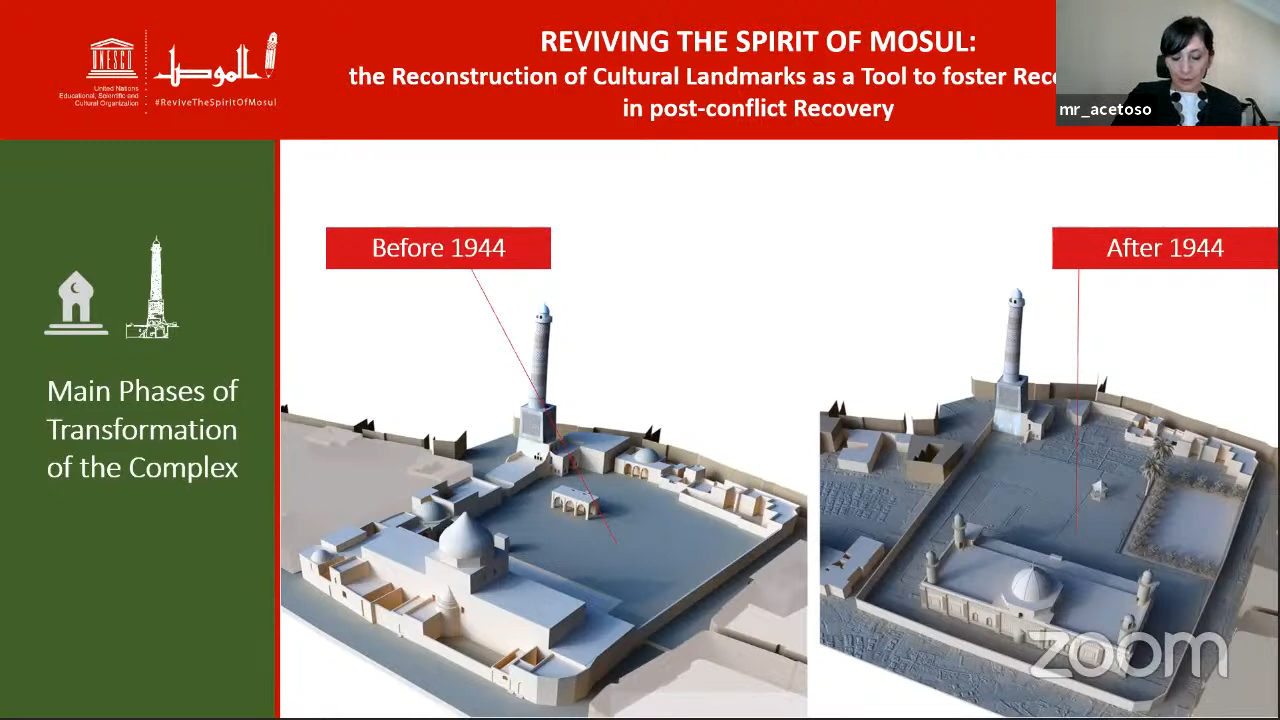 UNESCO
United Nations
Educational, Scientific and
Cultural Organization
الموصل
#ReviveTheSpiritOfMosul
REVIVING THE SPIRIT OF MOSUL:
the Reconstruction of Cultural Landmarks as a Tool to foster
in post-conflict Recovery
mr_acetoso
Main Phases of
Transformation
of the Complex
Before 1944
After 1944
zoom